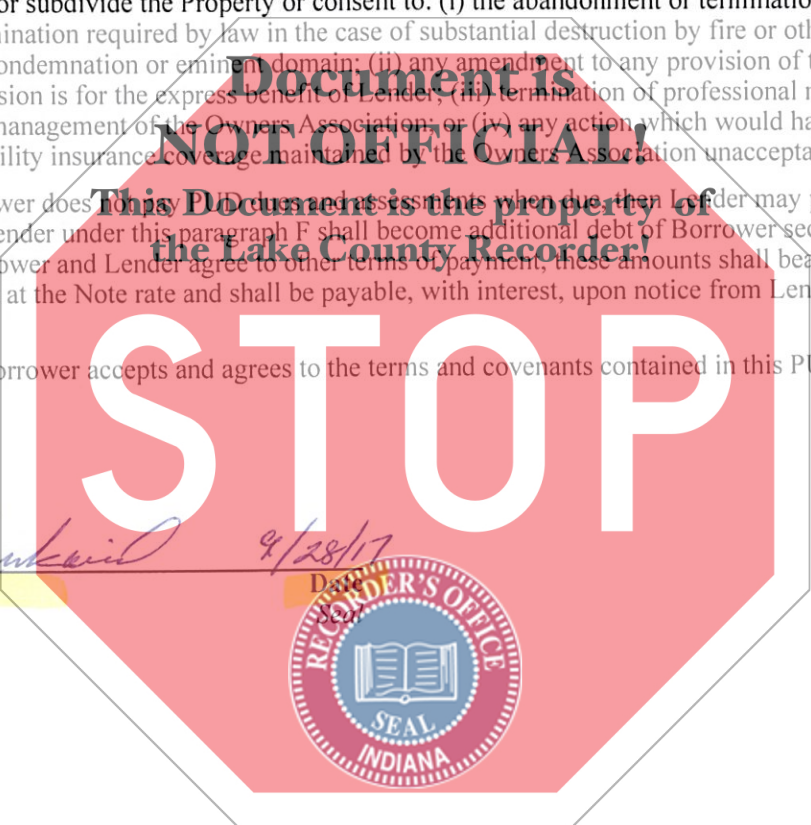 or subdivide the Property or consent to: (i) the abandonment or terminatio
mination required by law in the case of substantial destruction by fire or oth
ondemnation or eminent domain; (ii) any amendment to any provision of t
sion is for the express benefit of Lender; (iii) termination of professional m
management of the Owners Association; or (iv) any action which would ha
ility insurance coverage maintained by the Owners Association unaccepta
Document is
NOT OFFICIAL!
This Document is the property of
the Lake County Recorder!
wer does not pay PUD dues and assessments when due, then Lender may
ender under this paragraph F shall become additional debt of Borrower sec
ower and Lender agree to other terms of payment, these amounts shall bea
at the Note rate and shall be payable, with interest, upon notice from Len
STOP
orrower accepts and agrees to the terms and covenants contained in this PU
9/28/17
Date
Seal
RECORDER'S OFFICE
SEAL
INDIANA